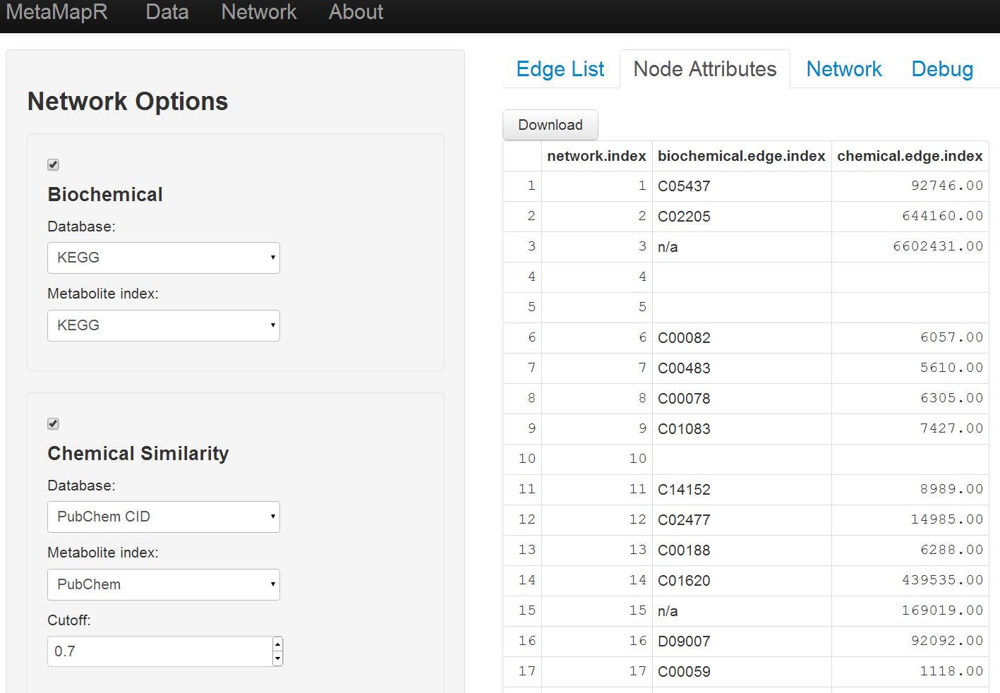 MetaMapR Data Network About
Network Options
Biochemical
Database:
KEGG
Metabolite index:
KEGG
Chemical Similarity
Database:
PubChem CID
Metabolite index:
PubChem
Cutoff:
0.7
Edge List Node Attributes Network Debug
Download
network.index biochemical.edge.index chemical.edge.index
1 1 C05437 92746.00
2 2 C02205 644160.00
3 3 n/a 6602431.00
4 4
5 5
6 6 C00082 6057.00
7 7 C00483 5610.00
8 8 C00078 6305.00
9 9 C01083 7427.00
10 10
11 11 C14152 8989.00
12 12 C02477 14985.00
13 13 C00188 6288.00
14 14 C01620 439535.00
15 15 n/a 169019.00
16 16 D09007 92092.00
17 17 C00059 1118.00